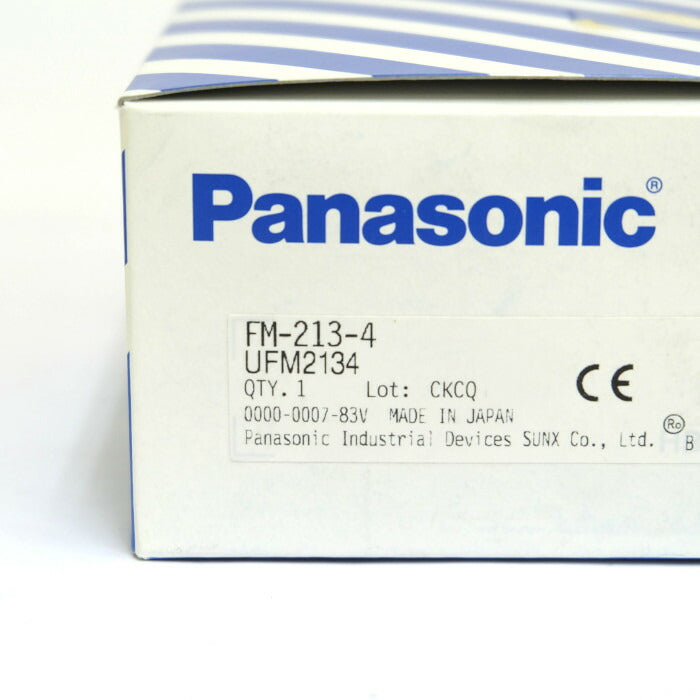 Panasonic ®
FM-213-4
UFM2134
QTY.1 Lot: CKCQ
CE
0000-0007-83V MADE IN JAPAN
Panasonic Industrial Devices SUNX Co., Ltd.
Ro
B